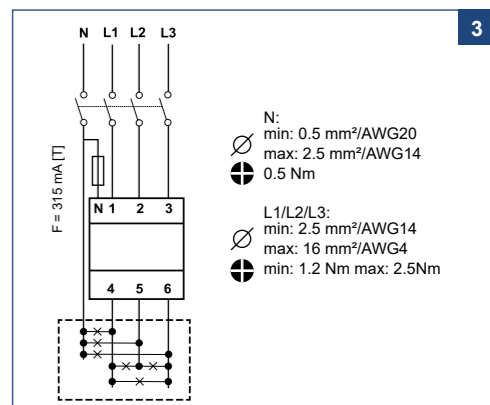 3
N L1 L2 L3
F = 315 mA [T]
N 1 2 3
4 5 6
N:
min: 0.5 mm²/AWG20
max: 2.5 mm²/AWG14
0.5 Nm
L1/L2/L3:
min: 2.5 mm²/AWG14
max: 16 mm²/AWG4
min: 1.2 Nm max: 2.5Nm